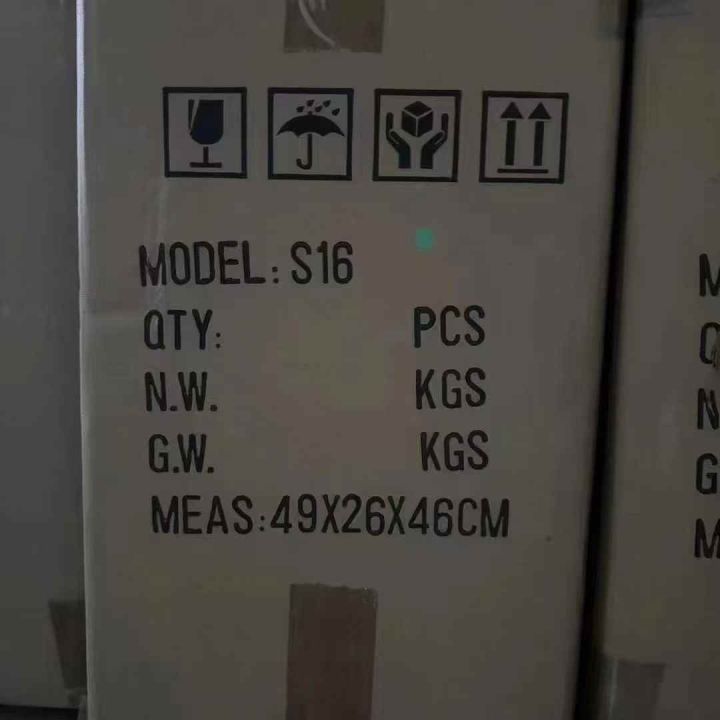 MODEL: S16
QTY: PCS
N.W. KGS
G.W. KGS
MEAS:49X26X46CM
M
Q
N
G
M